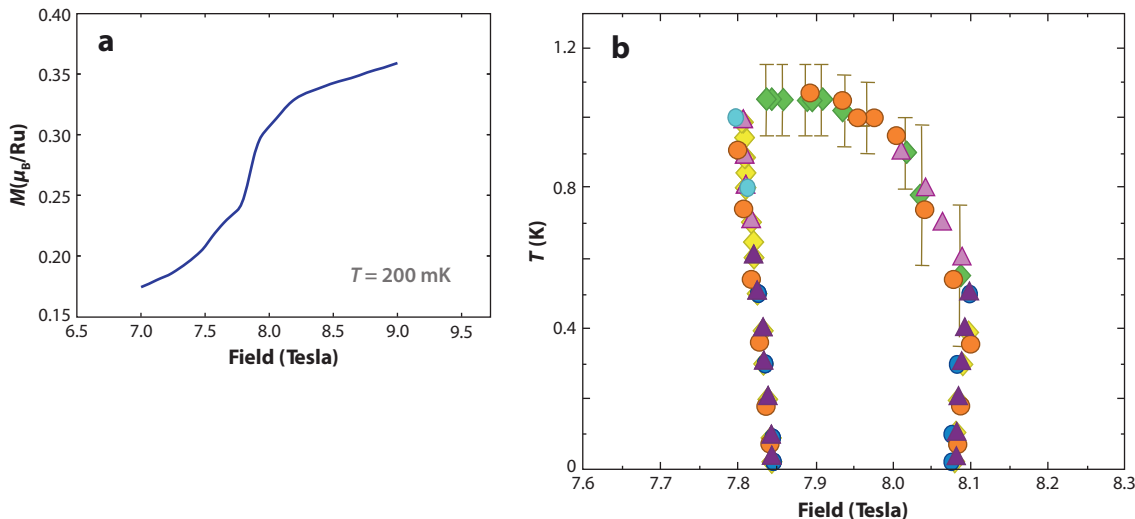 a
0.40
0.35
0.30
0.25
0.20
0.15
M(μB/Ru)
T = 200 mK
6.5 7.0 7.5 8.0 8.5 9.0 9.5
Field (Tesla)
b
1.2
0.8
0.4
0
T (K)
7.6 7.7 7.8 7.9 8.0 8.1 8.2 8.3
Field (Tesla)